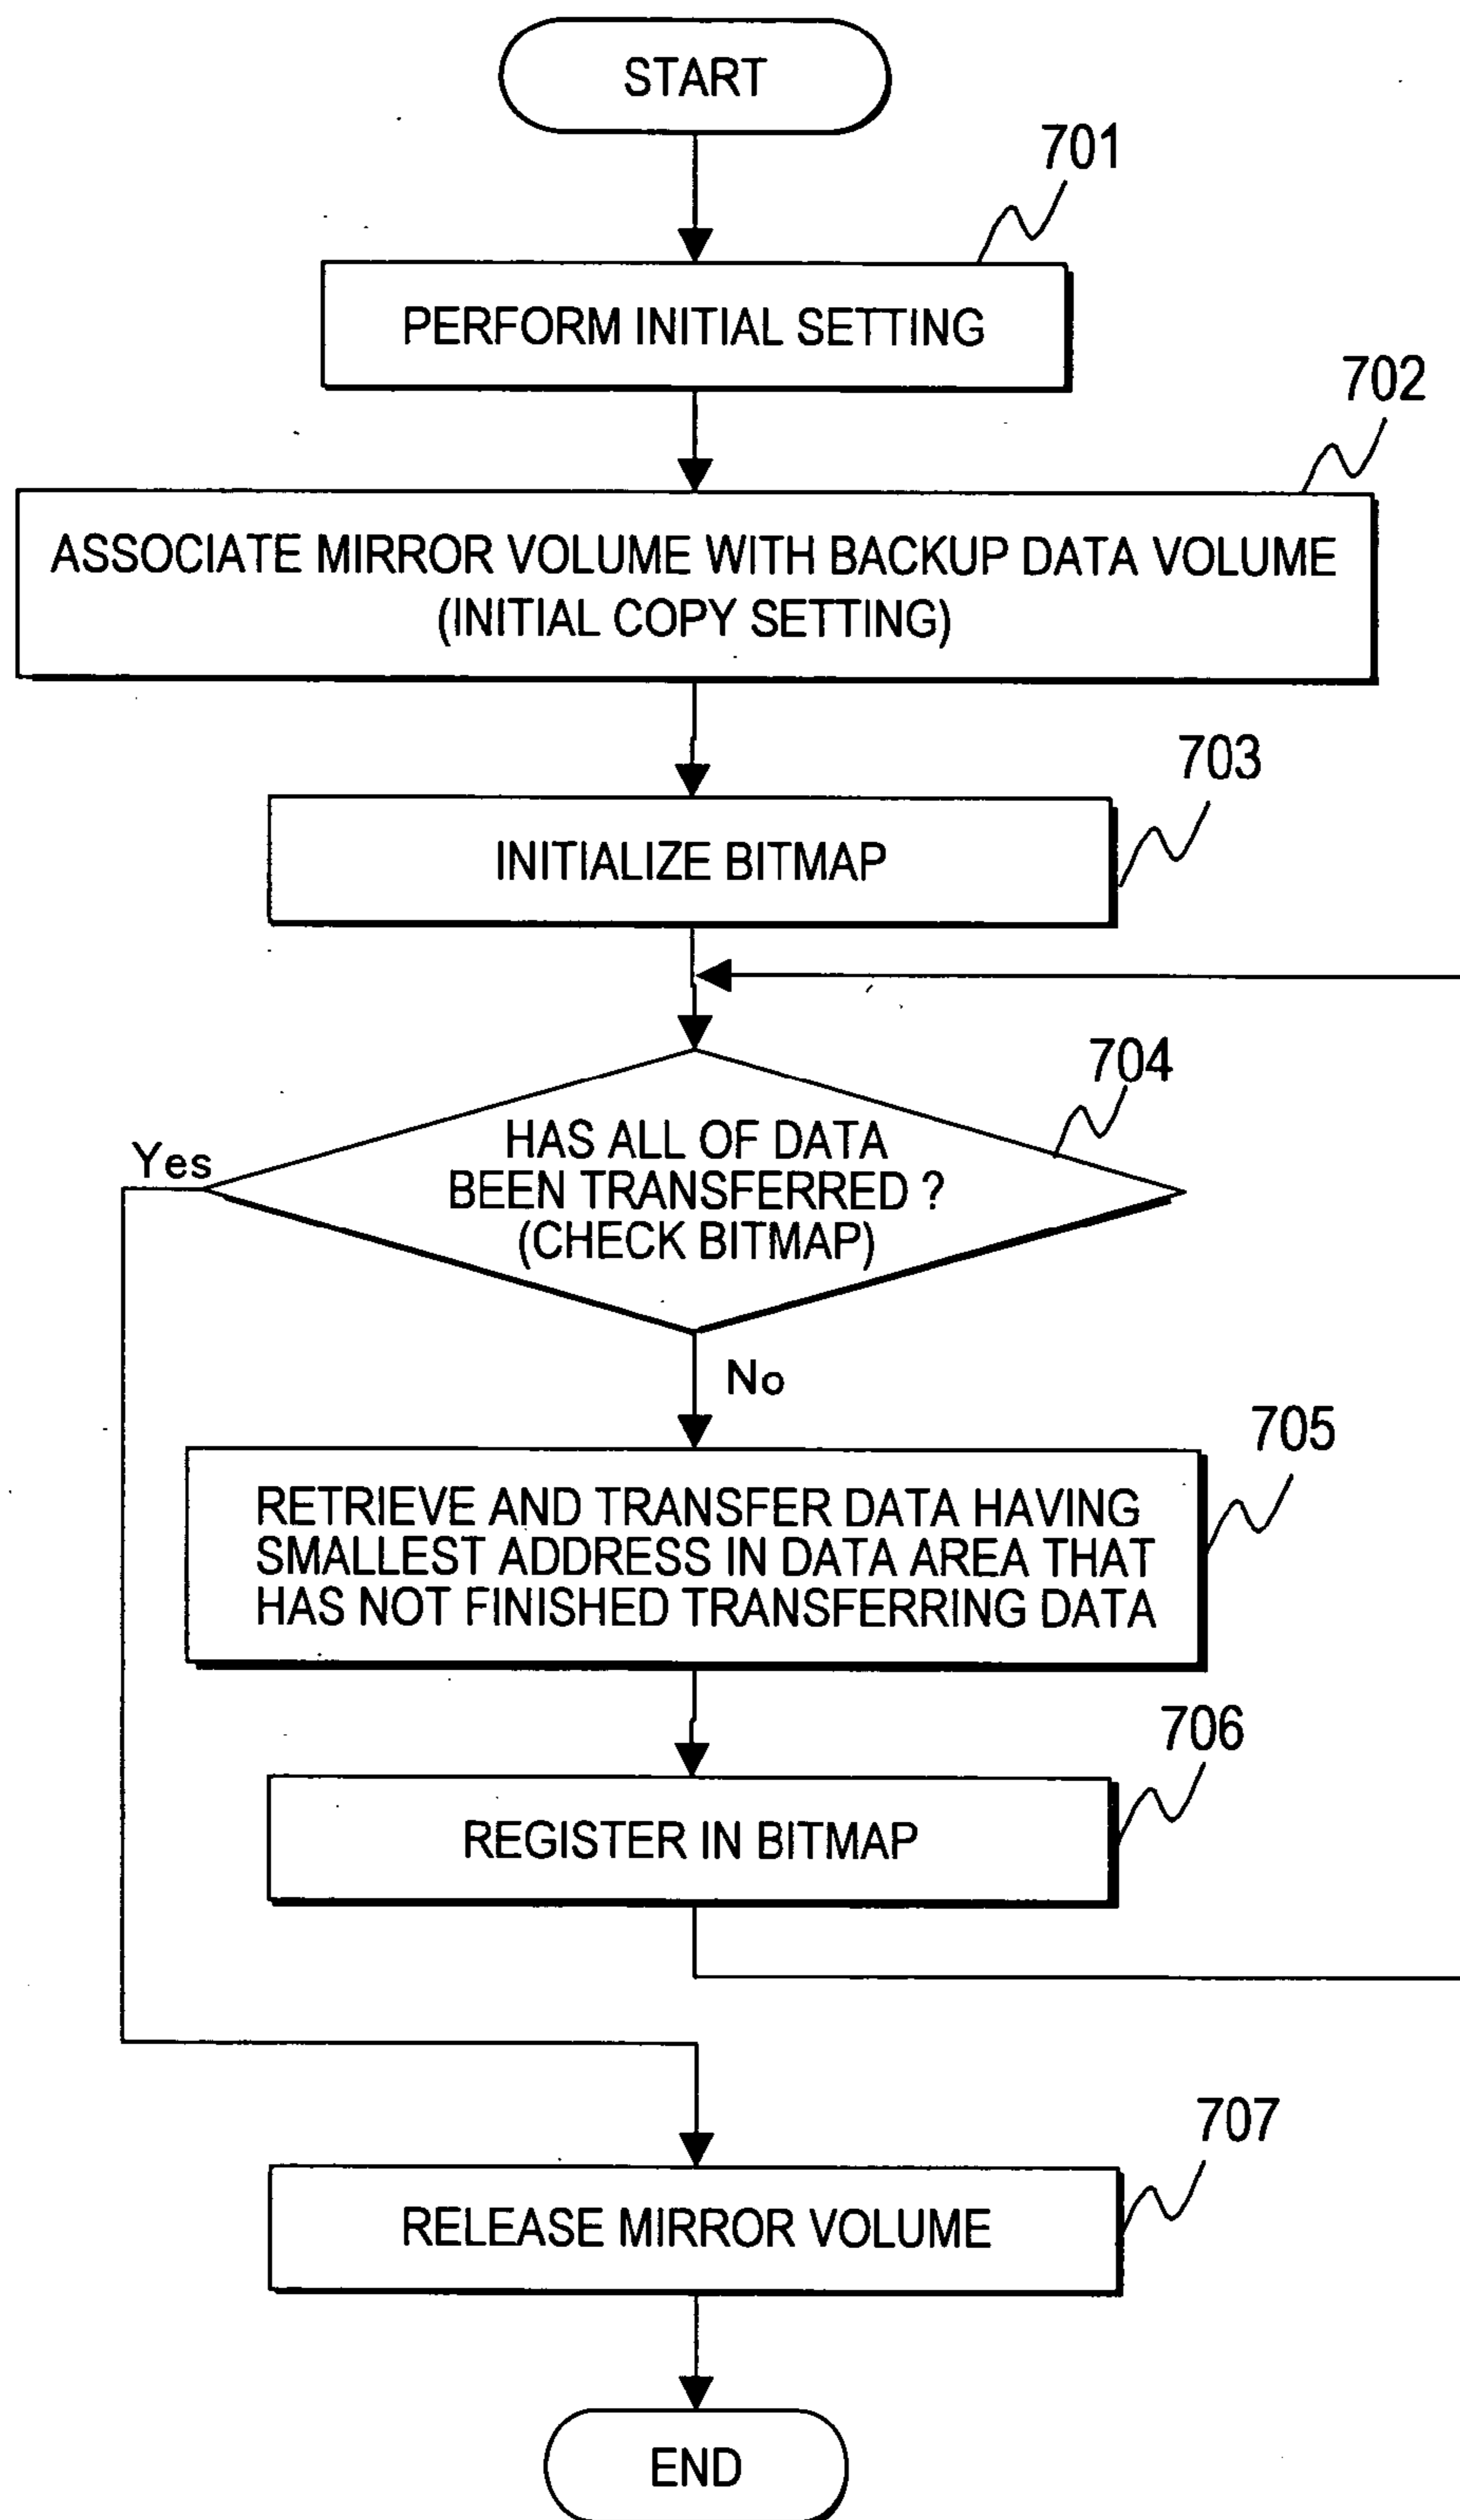 START
701
PERFORM INITIAL SETTING
702
ASSOCIATE MIRROR VOLUME WITH BACKUP DATA VOLUME
(INITIAL COPY SETTING)
703
INITIALIZE BITMAP
704
HAS ALL OF DATA
BEEN TRANSFERRED ?
(CHECK BITMAP)
Yes
No
705
RETRIEVE AND TRANSFER DATA HAVING
SMALLEST ADDRESS IN DATA AREA THAT
HAS NOT FINISHED TRANSFERRING DATA
706
REGISTER IN BITMAP
707
RELEASE MIRROR VOLUME
END